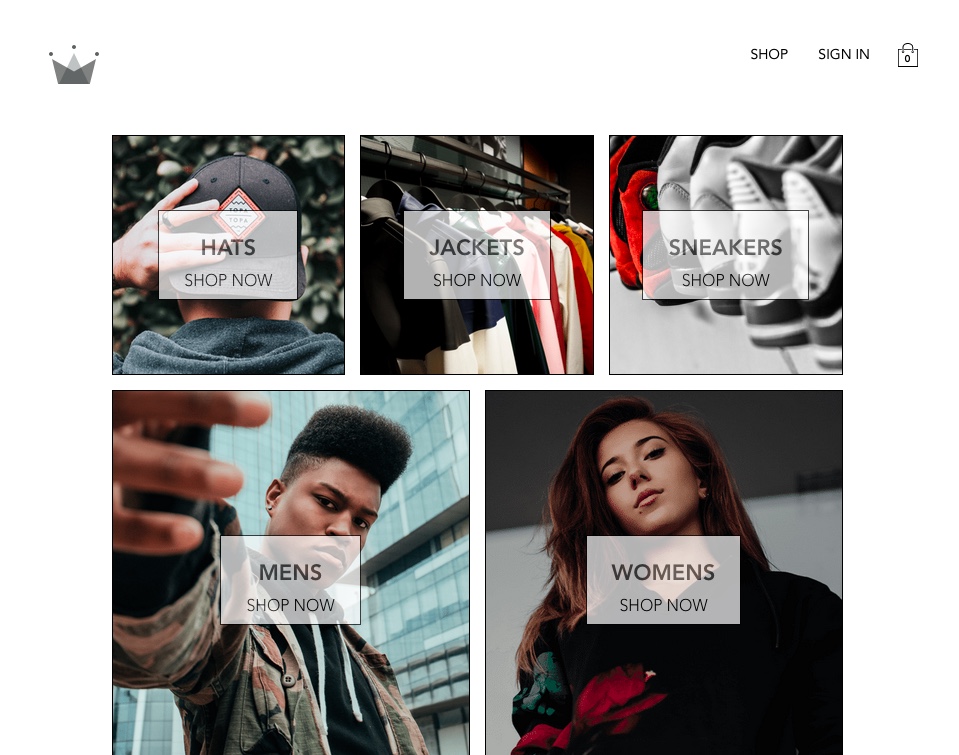 SHOP
SIGN IN
0
TOPA
TOPA
HATS
SHOP NOW
JACKETS
SHOP NOW
SNEAKERS
SHOP NOW
MENS
SHOP NOW
WOMENS
SHOP NOW